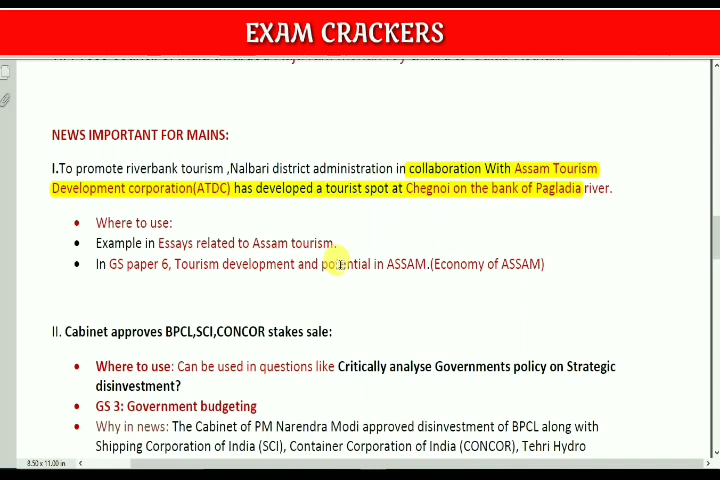 EXAM CRACKERS
NEWS IMPORTANT FOR MAINS:
I.To promote riverbank tourism ,Nalbari district administration in collaboration With Assam Tourism
Development corporation(ATDC) has developed a tourist spot at Chegnoi on the bank of Pagladia river.
• Where to use:
• Example in Essays related to Assam tourism.
• In GS paper 6, Tourism development and potential in ASSAM.(Economy of ASSAM)
II. Cabinet approves BPCL,SCI,CONCOR stakes sale:
• Where to use: Can be used in questions like Critically analyse Governments policy on Strategic
disinvestment?
• GS 3: Government budgeting
• Why in news: The Cabinet of PM Narendra Modi approved disinvestment of BPCL along with
Shipping Corporation of India (SCI), Container Corporation of India (CONCOR), Tehri Hydro
8.50 x 11.00 in